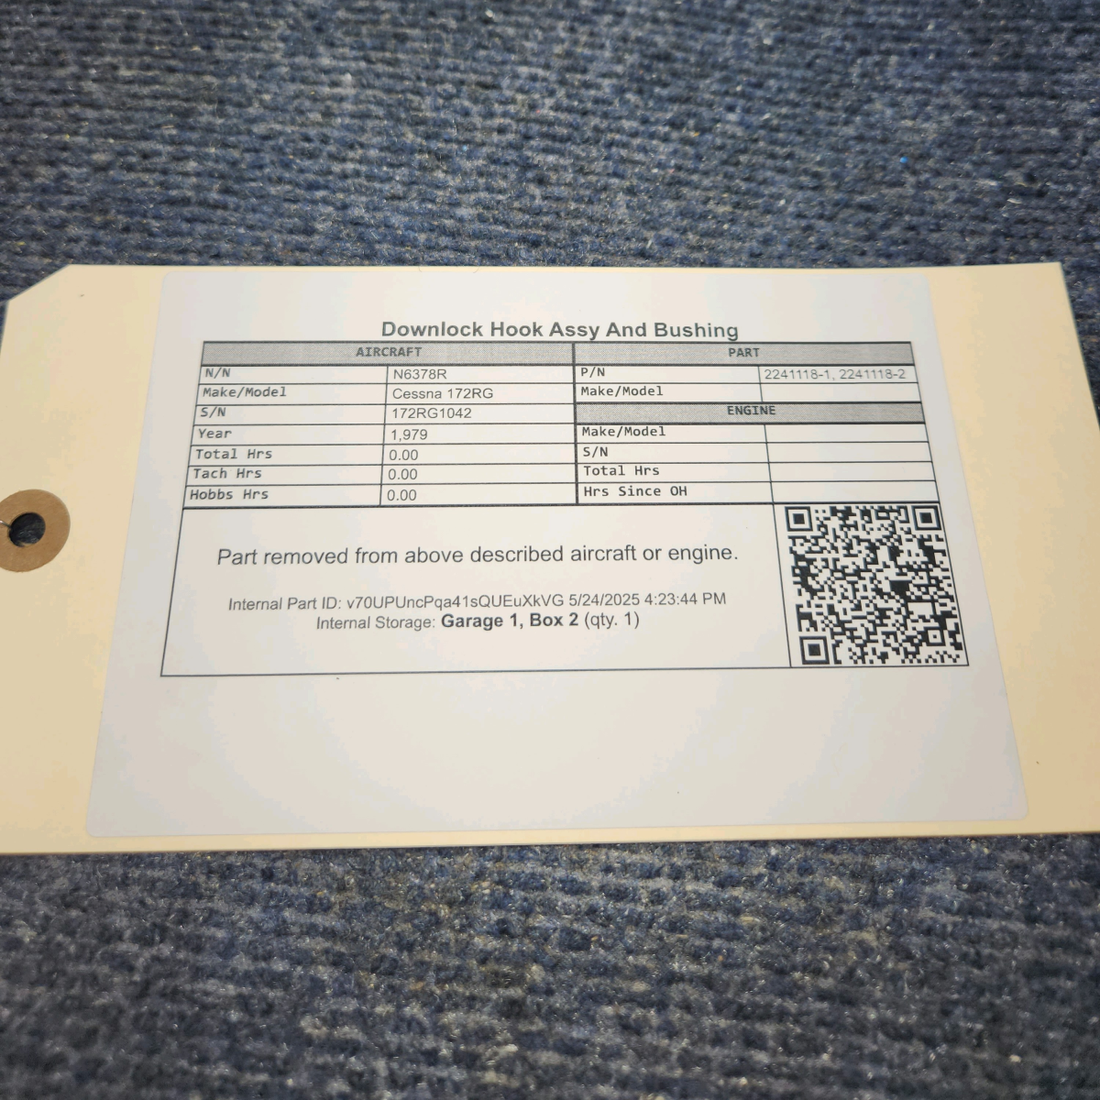 Downlock Hook Assy And Bushing
AIRCRAFT PART
N/N N6378R P/N 2241118-1, 2241118-2
Make/Model Cessna 172RG Make/Model
S/N 172RG1042 ENGINE
Year 1,979 Make/Model
Total Hrs 0.00 S/N
Tach Hrs 0.00 Total Hrs
Hobbs Hrs 0.00 Hrs Since OH
Part removed from above described aircraft or engine.
Internal Part ID: v70UPUncPqa41sQUEuXkVG 5/24/2025 4:23:44 PM
Internal Storage: Garage 1, Box 2 (qty. 1)